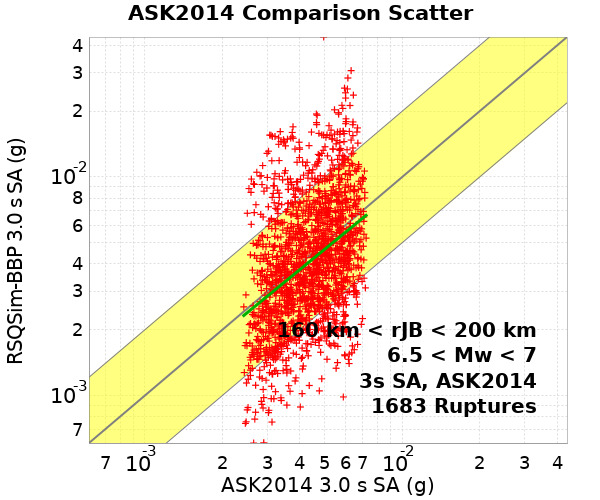 ASK2014 Comparison Scatter
RSQSim-BBP 3.0 s SA (g)
4
3
2
10-2
8
6
4
3
2
10-3
7
160 km < rJB < 200 km
6.5 < Mw < 7
3s SA, ASK2014
1683 Ruptures
7 10-3 2 3 4 5 6 7 10-2 2 3 4
ASK2014 3.0 s SA (g)